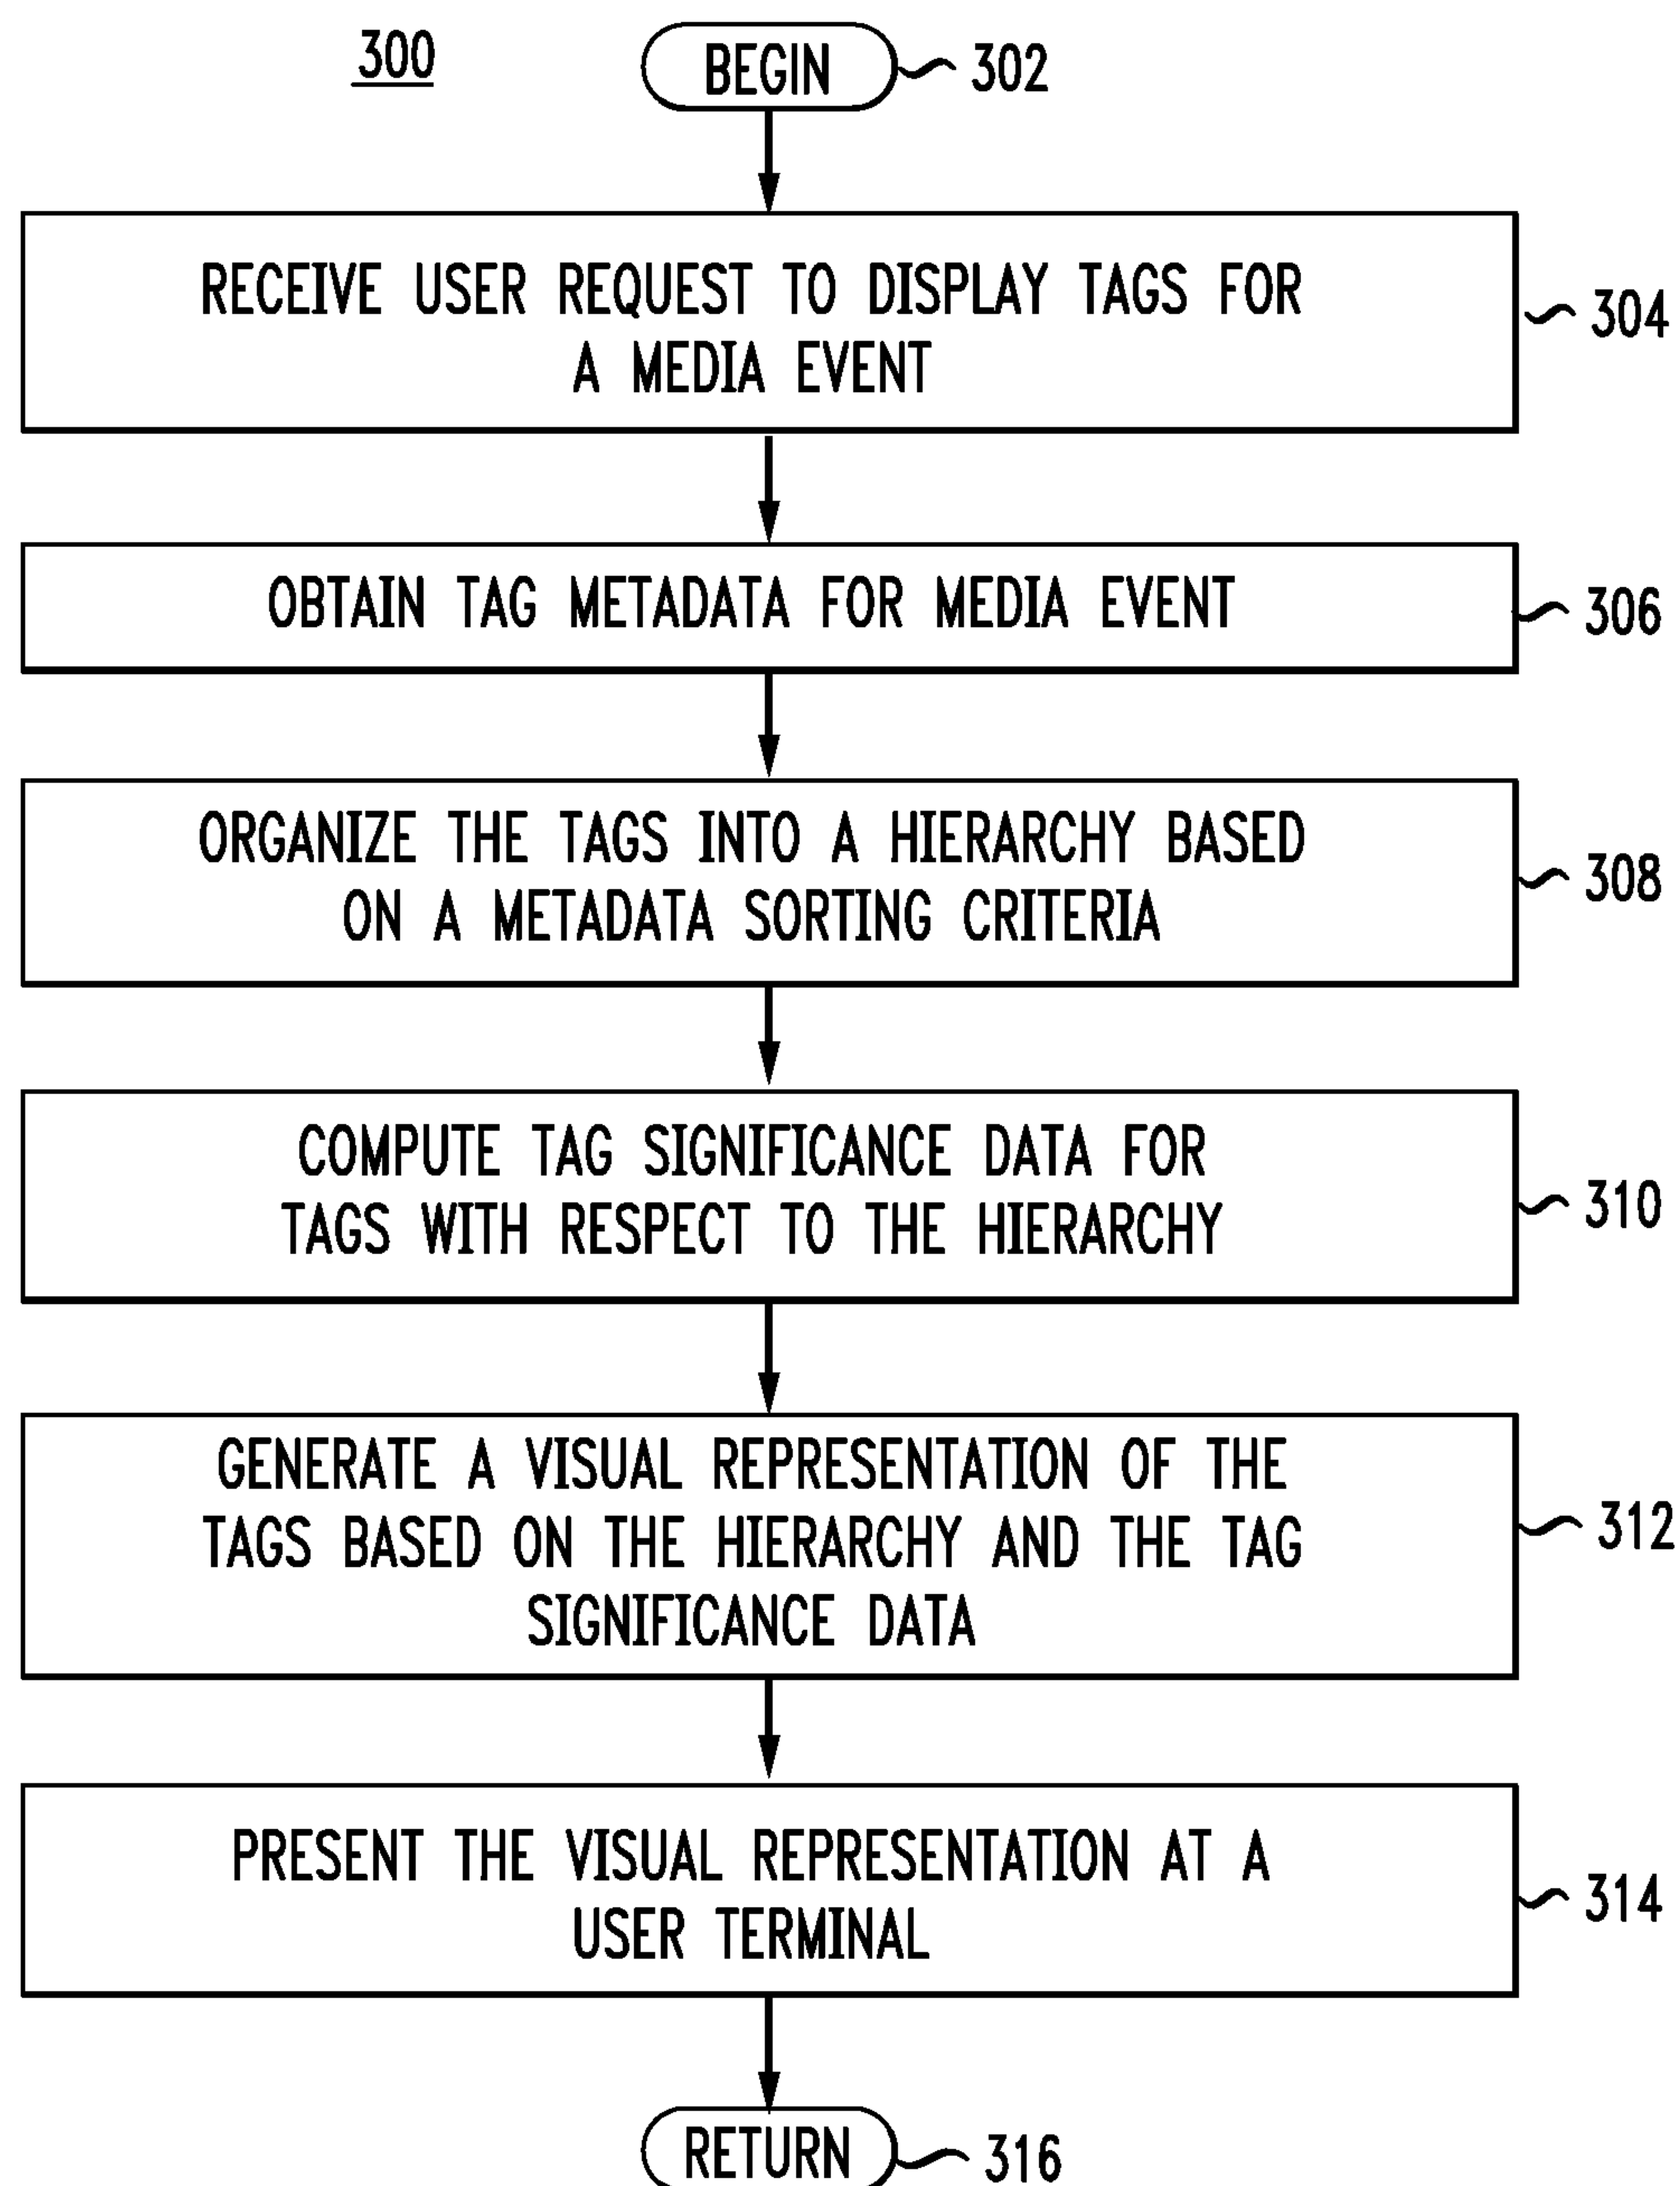 300
BEGIN
302
RECEIVE USER REQUEST TO DISPLAY TAGS FOR
A MEDIA EVENT
304
OBTAIN TAG METADATA FOR MEDIA EVENT
306
ORGANIZE THE TAGS INTO A HIERARCHY BASED
ON A METADATA SORTING CRITERIA
308
COMPUTE TAG SIGNIFICANCE DATA FOR
TAGS WITH RESPECT TO THE HIERARCHY
310
GENERATE A VISUAL REPRESENTATION OF THE
TAGS BASED ON THE HIERARCHY AND THE TAG
SIGNIFICANCE DATA
312
PRESENT THE VISUAL REPRESENTATION AT A
USER TERMINAL
314
RETURN
316